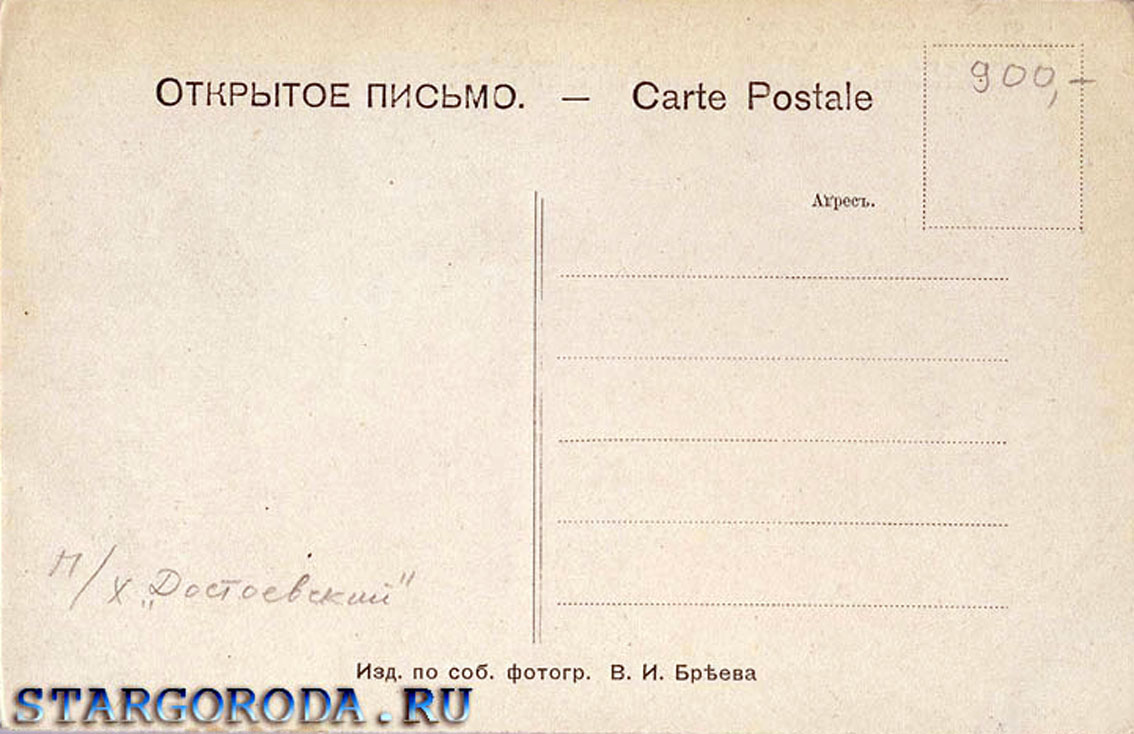 900,-
ОТКРЫТОЕ ПИСЬМО. — Carte Postale
Адресъ.
П/х „Достоевский"
Изд. по соб. фотогр. В. И. Брѣева
STARGORODA.RU